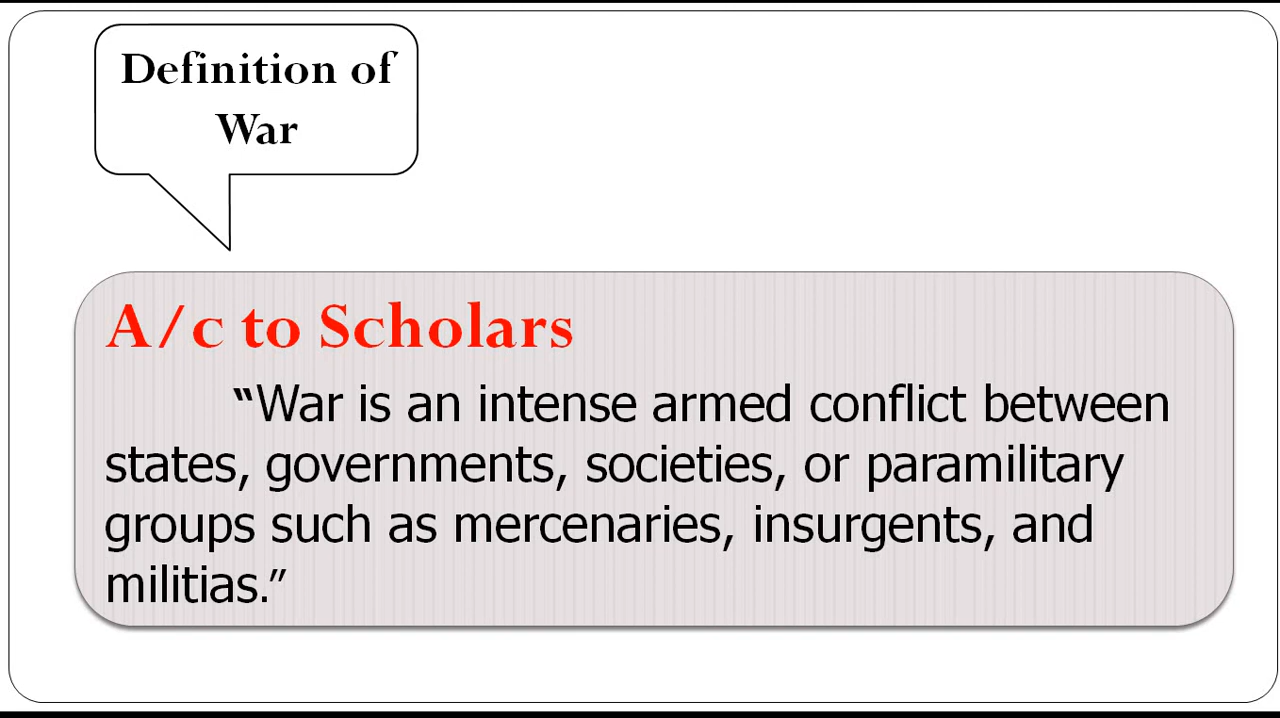 Definition of
War
A/c to Scholars
“War is an intense armed conflict between
states, governments, societies, or paramilitary
groups such as mercenaries, insurgents, and
militias.”